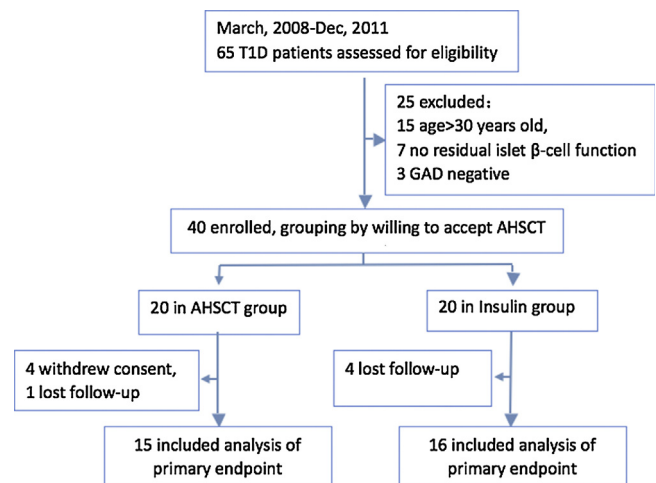 March, 2008-Dec, 2011
65 T1D patients assessed for eligibility
25 excluded：
15 age>30 years old,
7 no residual islet β-cell function
3 GAD negative
40 enrolled, grouping by willing to accept AHSCT
20 in AHSCT group
20 in Insulin group
4 withdrew consent,
1 lost follow-up
4 lost follow-up
15 included analysis of
primary endpoint
16 included analysis of
primary endpoint